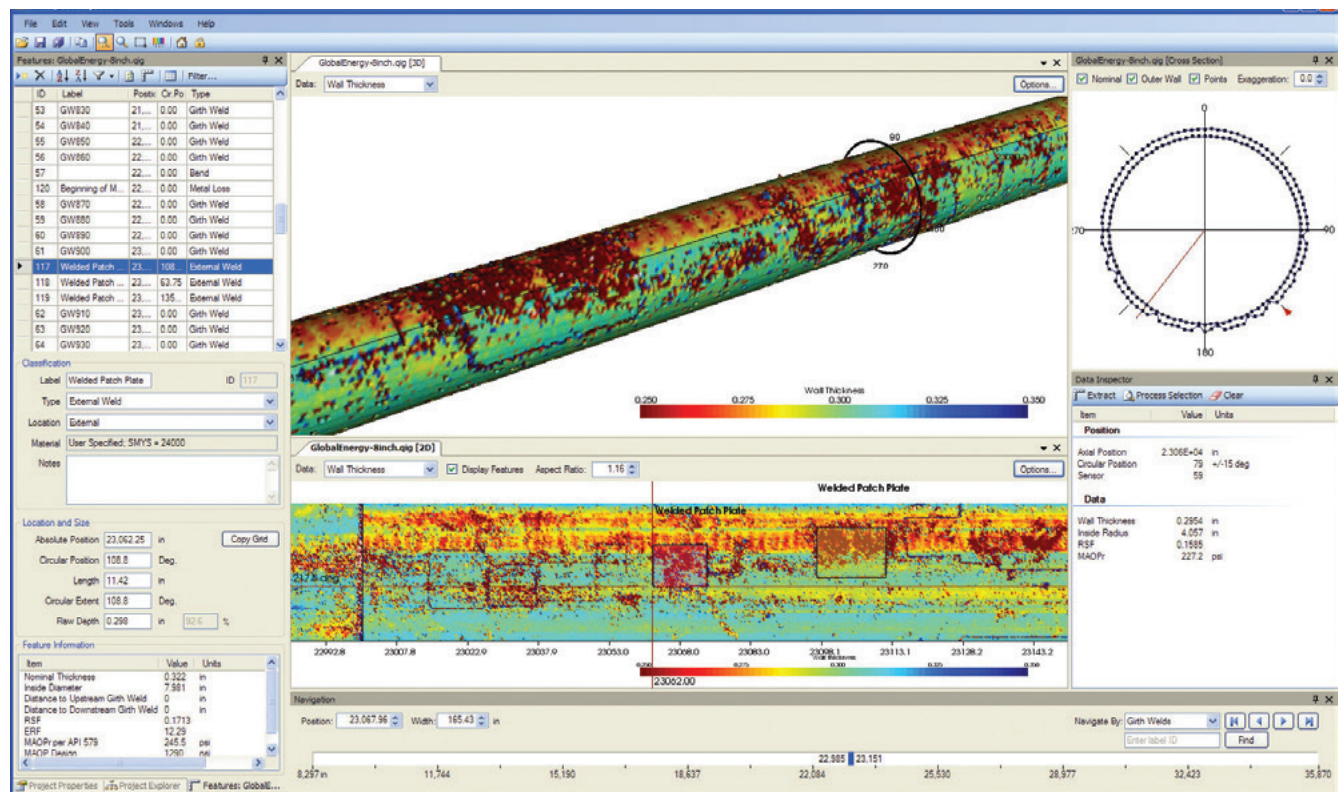 File Edit View Tools Windows Help
Features: GlobalEnergy-8inch.qig
Filter...
ID Label Postic Cr.Po Type
53 GW830 21,... 0.00 Girth Weld
54 GW840 21,... 0.00 Girth Weld
55 GW850 22,... 0.00 Girth Weld
56 GW860 22,... 0.00 Girth Weld
57 22,... 0.00 Bend
120 Beginning of M... 22,... 0.00 Metal Loss
58 GW870 22,... 0.00 Girth Weld
59 GW880 22,... 0.00 Girth Weld
60 GW890 22,... 0.00 Girth Weld
61 GW900 23,... 0.00 Girth Weld
117 Welded Patch ... 23,... 108... External Weld
118 Welded Patch ... 23,... 63.75 External Weld
119 Welded Patch ... 23,... 135... External Weld
62 GW910 23,... 0.00 Girth Weld
63 GW920 23,... 0.00 Girth Weld
64 GW930 23,... 0.00 Girth Weld
Classification
Label Welded Patch Plate ID 117
Type External Weld
Location External
Material User Specified; SMYS = 24000
Notes
Location and Size
Absolute Position 23,062.25 in Copy Grid
Circular Position 108.8 Deg.
Length 11.42 in
Circular Extent 108.8 Deg.
Raw Depth 0.298 in 92.6 %
Feature Information
Item Value Units
Nominal Thickness 0.322 in
Inside Diameter 7.981 in
Distance to Upstream Girth Weld 0 in
Distance to Downstream Girth Weld 0 in
RSF 0.1713
ERF 12.29
MAOPr per API 579 245.5 psi
MAOP Design 1290 psi
Project Properties Project Explorer Features: GlobalE...
GlobalEnergy-8inch.qig [3D]
Data: Wall Thickness Options...
90
270
Wall Thickness
0.250 0.275 0.300 0.325 0.350
GlobalEnergy-8inch.qig [2D]
Data: Wall Thickness Display Features Aspect Ratio: 1.16 Options...
Welded Patch Plate
Welded Patch Plate
22992.8 23007.8 23022.9 23037.9 23053.0 23068.0 23083.0 23098.1 23113.1 23128.2 23143.2
Wall Thickness
0.250 0.275 0.300 0.325 0.350
23062.00
GlobalEnergy-8inch.qig [Cross Section]
Nominal Outer Wall Points Exaggeration: 0.0
0
270 90
180
Data Inspector
Extract Process Selection Clear
Item Value Units
Position
Axial Position 2.306E+04 in
Circular Position 79 +/-15 deg
Sensor 59
Data
Wall Thickness 0.2954 in
Inside Radius 4.057 in
RSF 0.1585
MAOPr 227.2 psi
Navigation
Position: 23,067.96 Width: 165.43 in
Navigate By: Girth Welds
Enter label ID Find
22,985 23,151
8,297 in 11,744 15,190 18,637 22,084 25,530 28,977 32,423 35,870